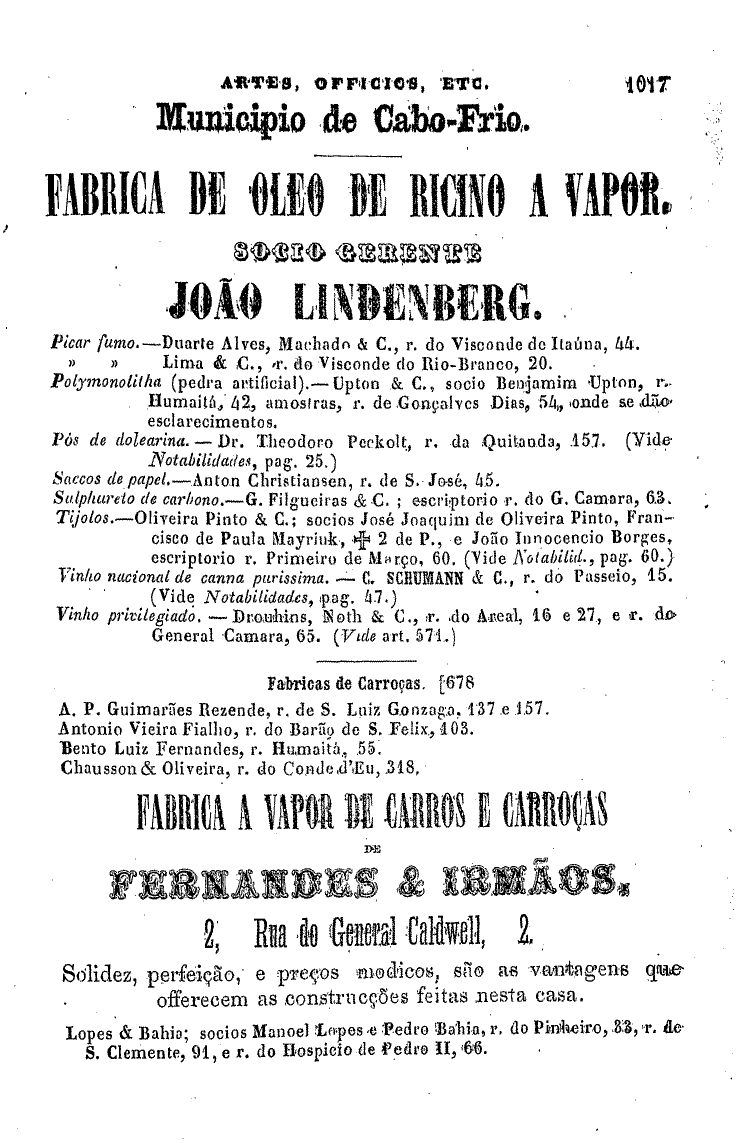 ARTES, OFFICIOS, ETC. 1017
Municipio de Cabo-Frio.
FABRICA DE OLEO DE RICINO A VAPOR.
SOCIO GERENTE
JOÃO LINDENBERG.
Picar fumo.—Duarte Alves, Machado & C., r. do Visconde de Itaúna, 44.
» » Lima & C., r. do Visconde do Rio-Branco, 20.
Polymonolitha (pedra artificial).—Upton & C., socio Benjamim Upton, r.
Humaitá, 42, amostras, r. de Gonçalves Dias, 54, onde se dão
esclarecimentos.
Pós de dolearina.—Dr. Theodoro Peckolt, r. da Quitanda, 157. (Vide
Notabilidades, pag. 25.)
Saccos de papel.—Anton Christiansen, r. de S. José, 45.
Sulphureto de carbono.—G. Filgueiras & C.; escriptorio r. do G. Camara, 63.
Tijolos.—Oliveira Pinto & C.; socios José Joaquim de Oliveira Pinto, Fran-
cisco de Paula Mayrink, ✠ 2 de P., e João Innocencio Borges,
escriptorio r. Primeiro de Março, 60. (Vide Notabilid., pag. 60.)
Vinho nacional de canna purissima.—C. SCHUMANN & C., r. do Passeio, 15.
(Vide Notabilidades, pag. 47.)
Vinho privilegiado.—Drouhins, Noth & C., r. do Areal, 16 e 27, e r. do
General Camara, 65. (Vide art. 571.)
Fabricas de Carroças. [678
A. P. Guimarães Rezende, r. de S. Luiz Gonzaga, 137 e 157.
Antonio Vieira Fialho, r. do Barão de S. Felix, 103.
Bento Luiz Fernandes, r. Humaitá, 55.
Chausson & Oliveira, r. do Conde d'Eu, 318.
FABRICA A VAPOR DE CARROS E CARROÇAS
DE
FERNANDES & IRMÃOS.
2, Rua do General Caldwell, 2.
Solidez, perfeição, e preços modicos, são as vantagens que
offerecem as construcções feitas nesta casa.
Lopes & Bahia; socios Manoel Lopes e Pedro Bahia, r. do Pinheiro, 33, r. de
S. Clemente, 91, e r. do Hospicio de Pedro II, 66.